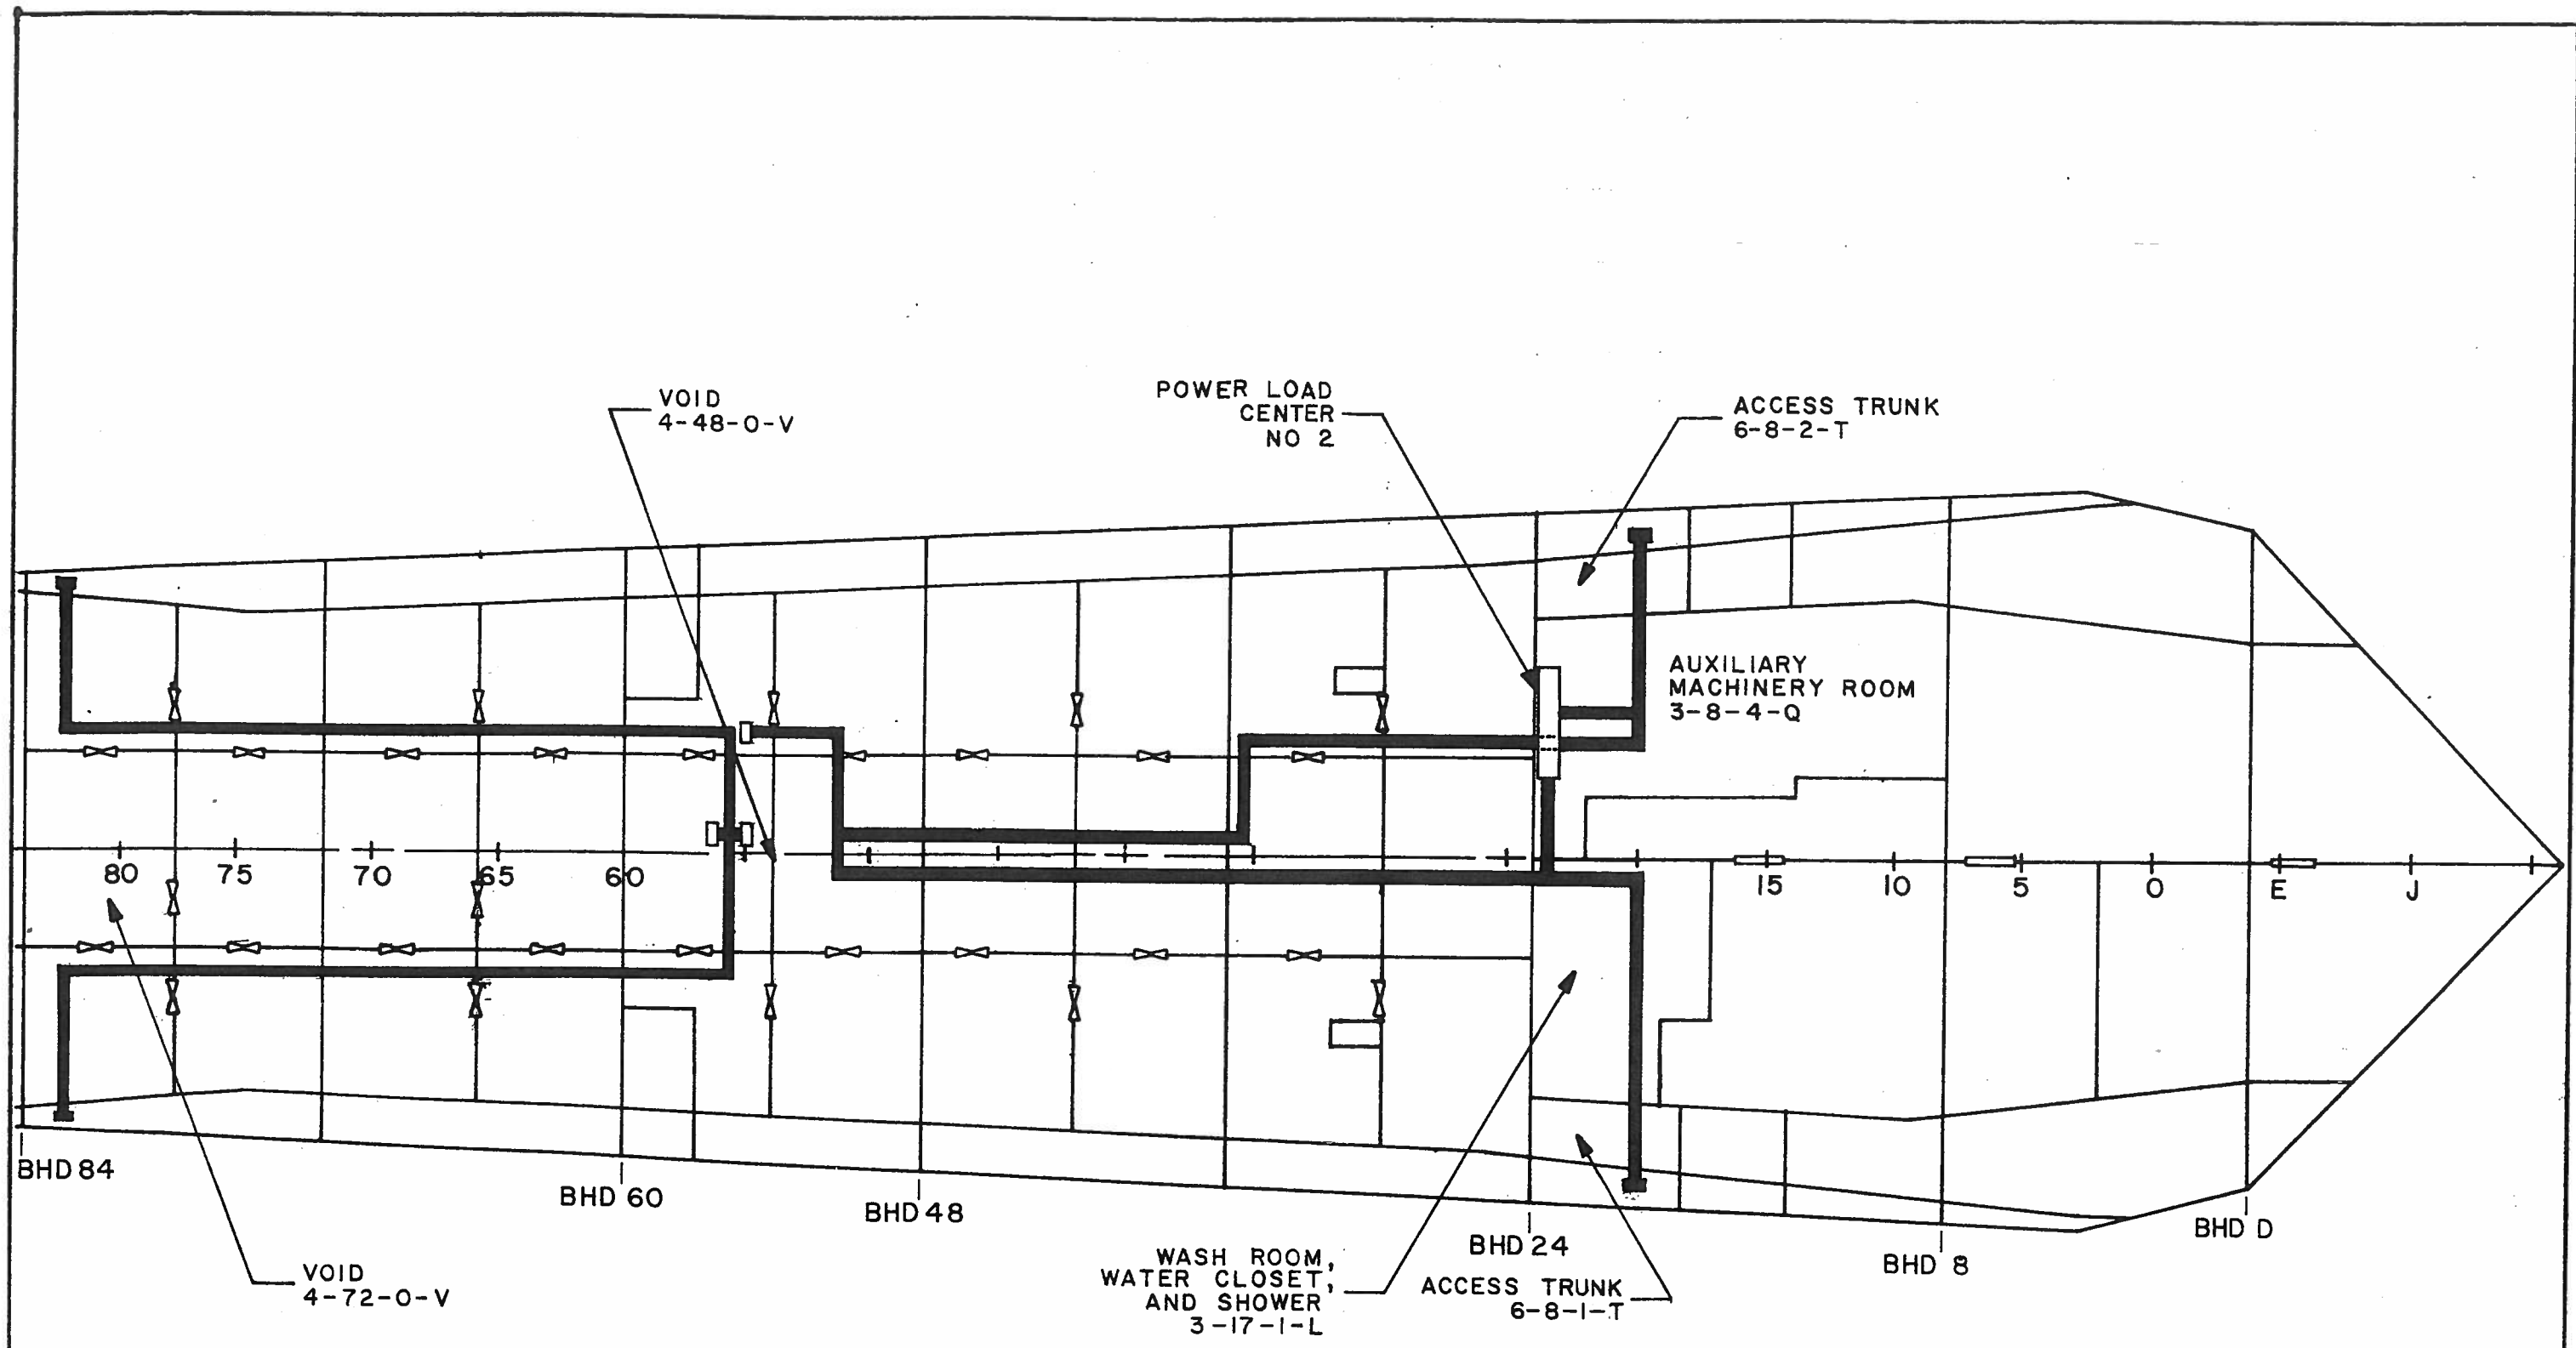 VOID
4-48-0-V
POWER LOAD
CENTER
NO 2
ACCESS TRUNK
6-8-2-T
AUXILIARY
MACHINERY ROOM
3-8-4-Q
80 75 70 65 60 15 10 5 0 E J
BHD 84
BHD 60
BHD 48
BHD 24
BHD 8
BHD D
VOID
4-72-0-V
WASH ROOM,
WATER CLOSET,
AND SHOWER
3-17-1-L
ACCESS TRUNK
6-8-1-T